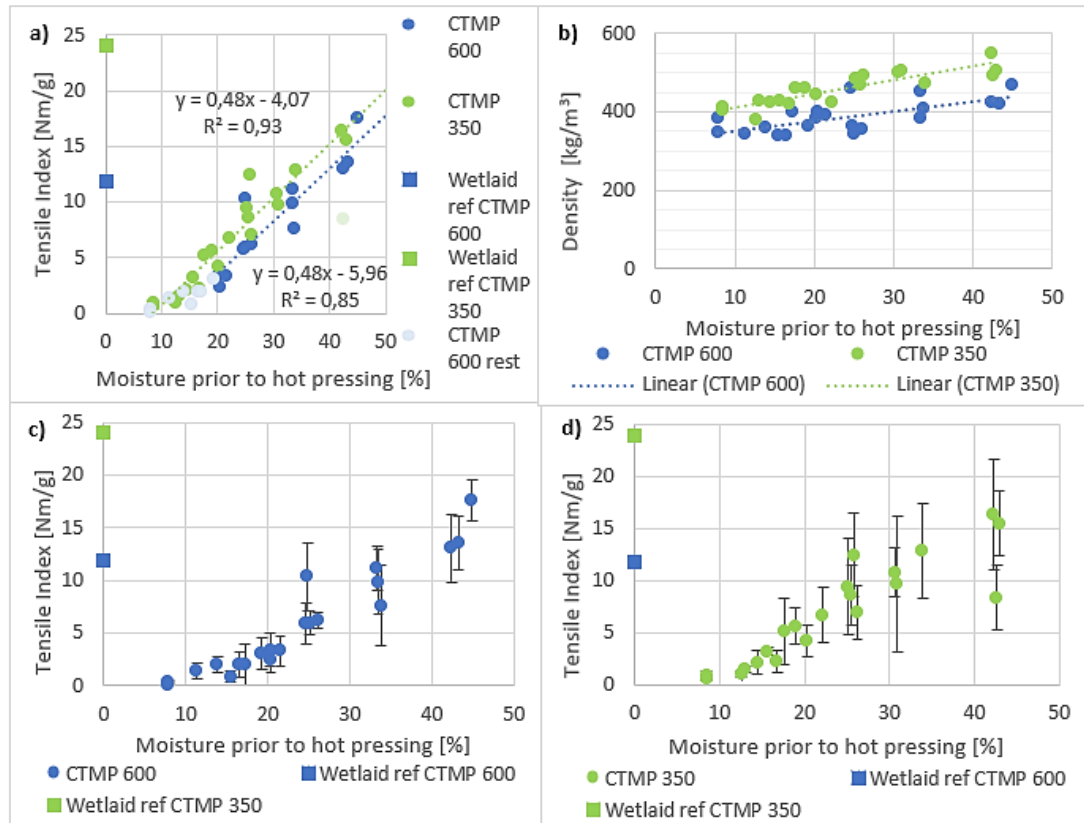 a)
25
20
15
10
5
0
0
10
20
30
40
50
Tensile Index [Nm/g]
Moisture prior to hot pressing [%]
y = 0,48x - 4,07
R² = 0,93
y = 0,48x - 5,96
R² = 0,85
CTMP
600
CTMP
350
Wetlaid
ref CTMP
600
Wetlaid
ref CTMP
350
CTMP
600 rest
b)
600
400
200
0
0
10
20
30
40
50
Density [kg/m³]
Moisture prior to hot pressing [%]
CTMP 600
CTMP 350
Linear (CTMP 600)
Linear (CTMP 350)
c)
25
20
15
10
5
0
0
10
20
30
40
50
Tensile Index [Nm/g]
Moisture prior to hot pressing [%]
CTMP 600
Wetlaid ref CTMP 600
Wetlaid ref CTMP 350
d)
25
20
15
10
5
0
0
10
20
30
40
50
Tensile Index [Nm/g]
Moisture prior to hot pressing [%]
CTMP 350
Wetlaid ref CTMP 600
Wetlaid ref CTMP 350